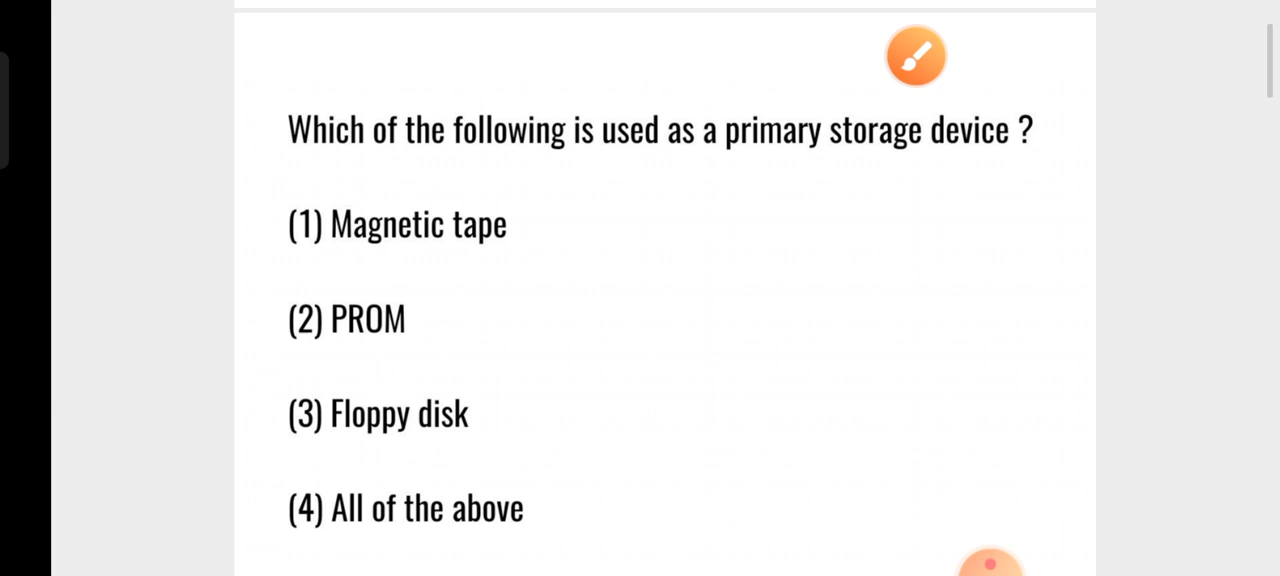 Which of the following is used as a primary storage device ?
(1) Magnetic tape
(2) PROM
(3) Floppy disk
(4) All of the above